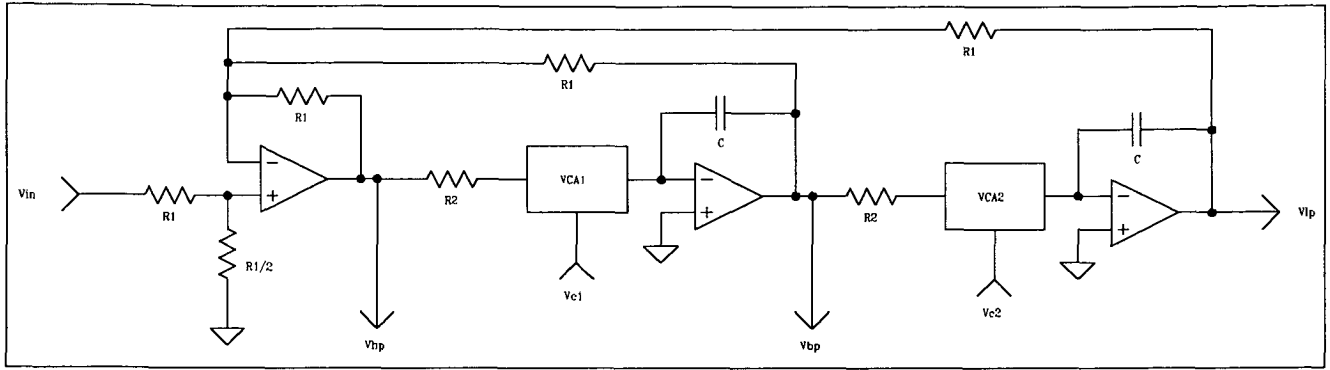 R1
R1
R1
C
C
Vin
R1
−
+
R2
VCA1
−
+
R2
VCA2
−
+
Vlp
R1/2
Vc1
Vc2
Vhp
Vbp